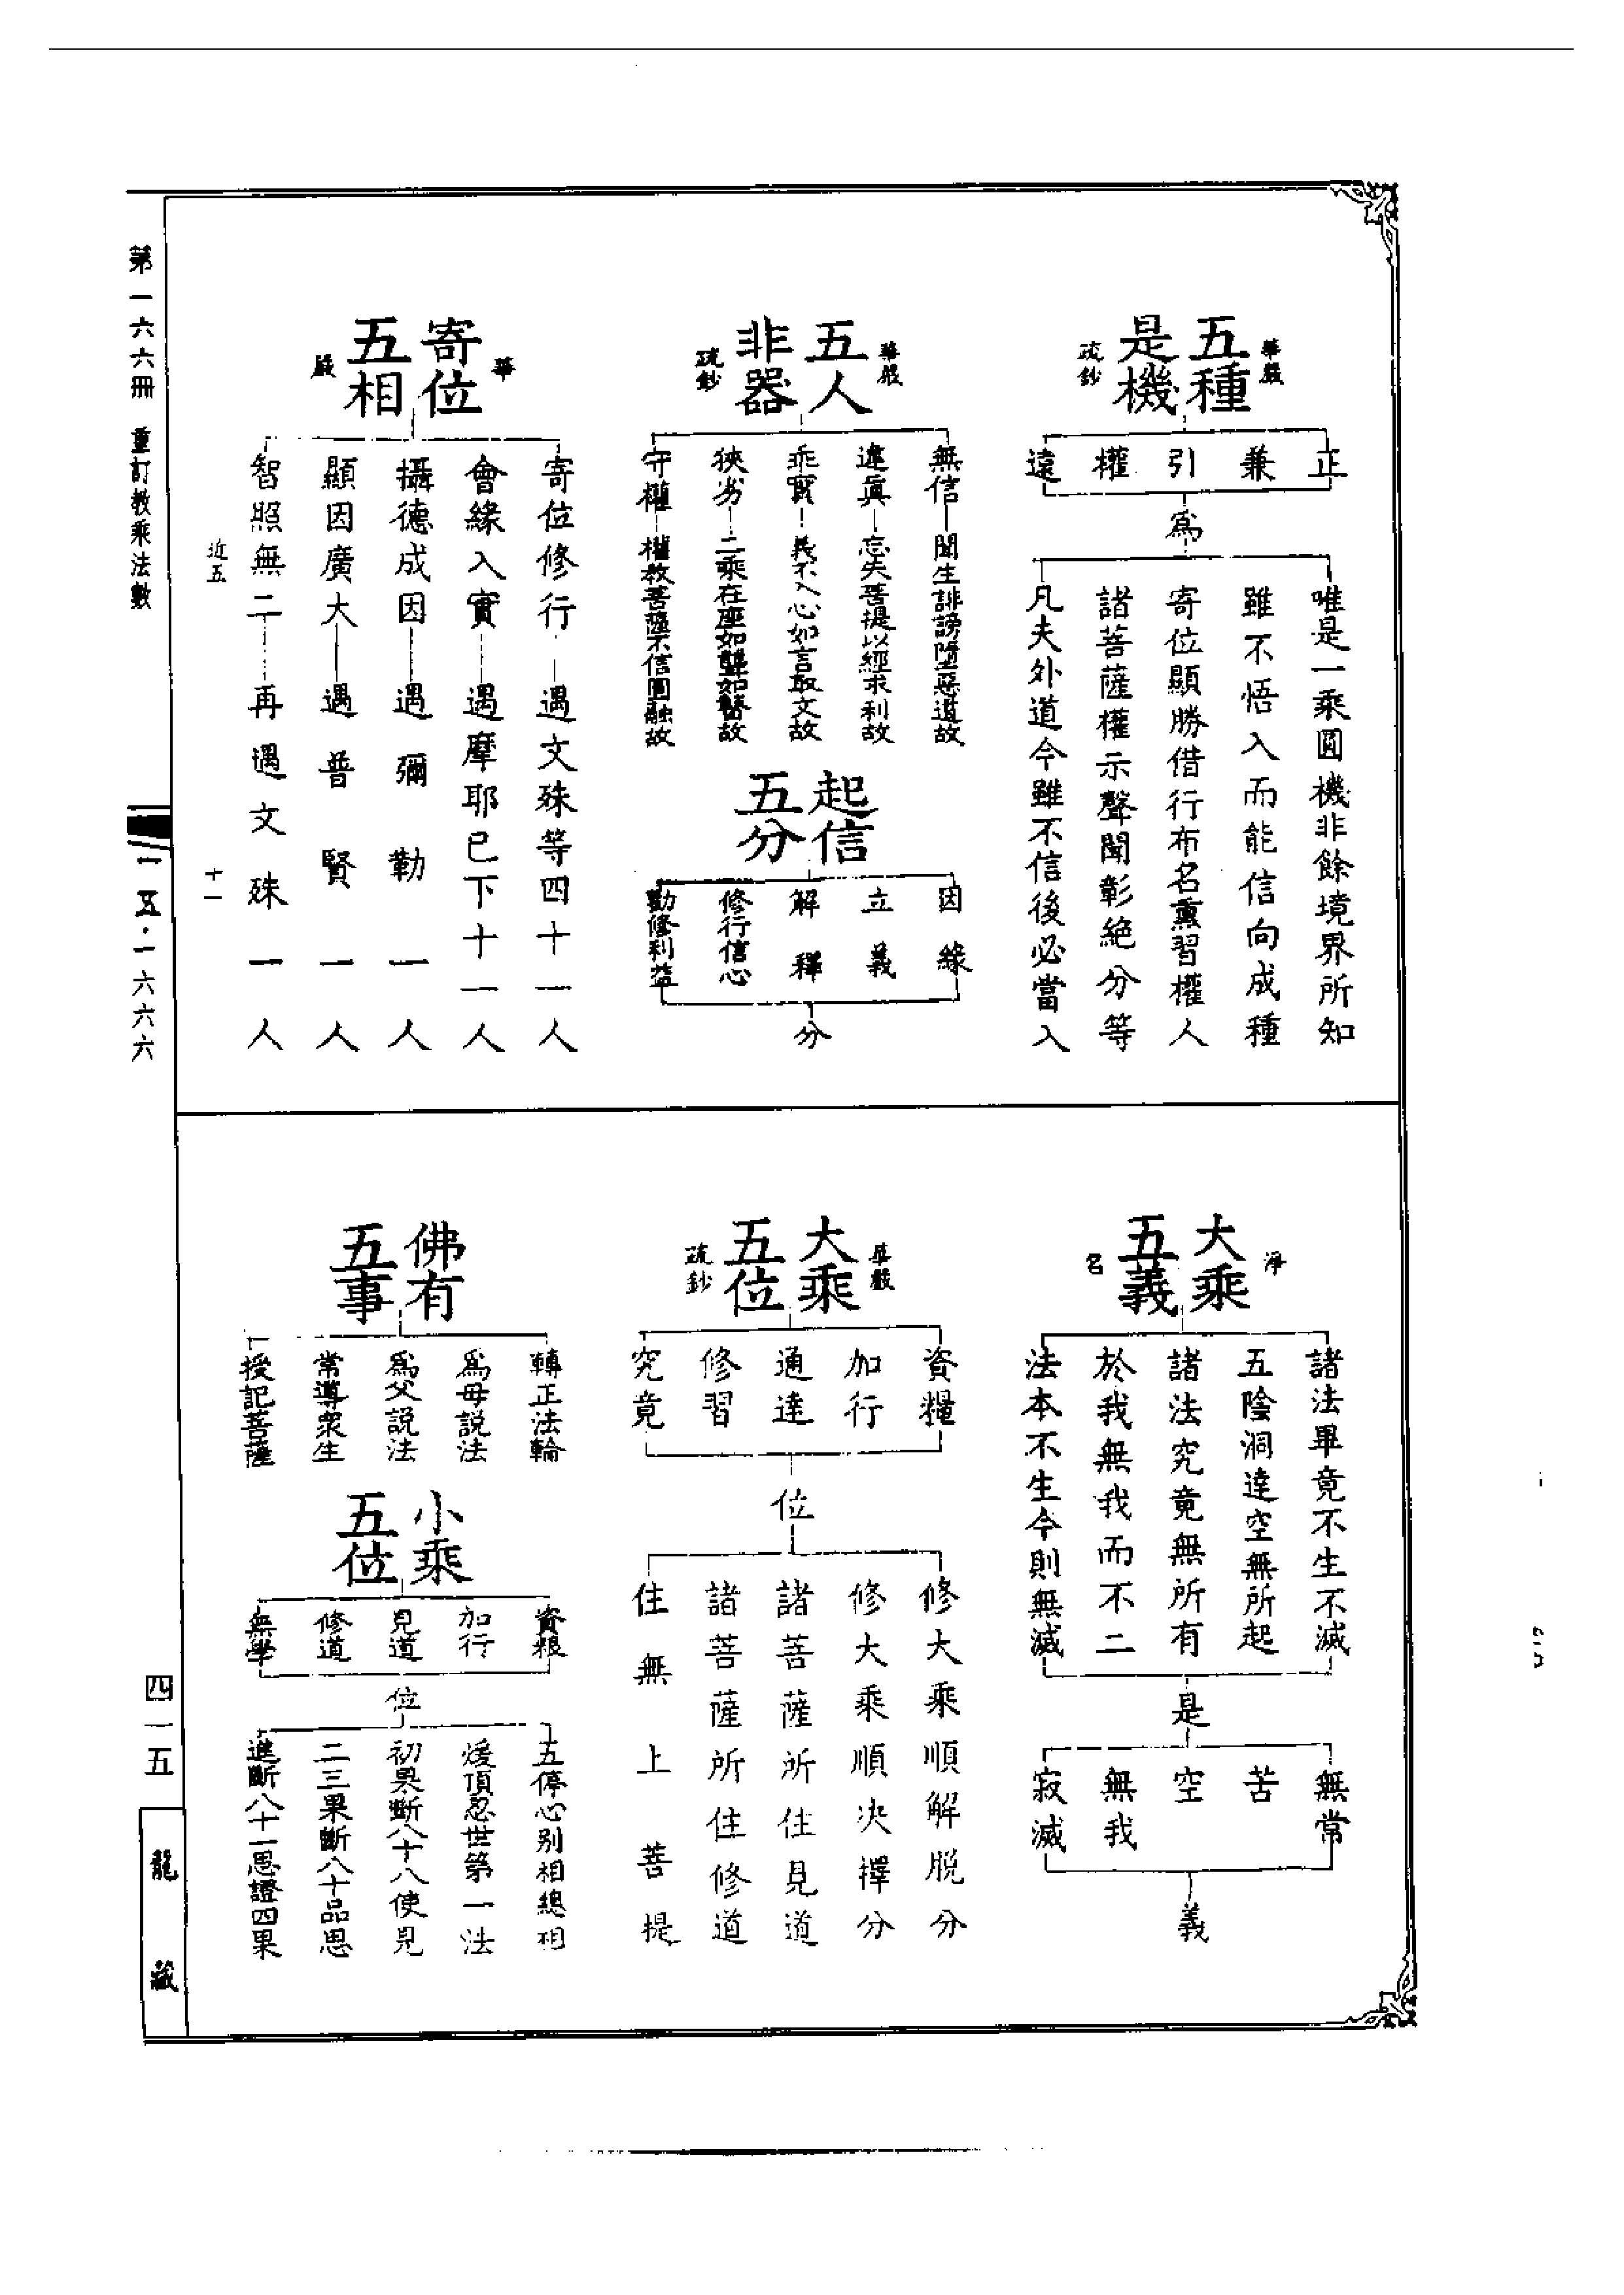 五種
是機
華嚴
疏鈔
正
兼
引
權
遠
為
唯是一乘圓機非餘境界所知
雖不悟入而能信向成種
寄位顯勝借行布名熏習權人
諸菩薩權示聲聞彰絕分等
凡夫外道今雖不信後必當入
五人
非器
華嚴
疏鈔
無信—聞生誹謗墮惡道故
違眞—忘失菩提以經求利故
乖實—義不入心如言取文故
狹劣—二乘在座如聾如瞽故
守權—權教菩薩不信圓融故
起信
五分
因緣
立義
解釋
修行信心
勸修利益
分
寄位
五相
華
嚴
寄位修行—遇文殊等四十一人
會緣入實—遇摩耶已下十一人
攝德成因—遇彌勒一人
顯因廣大—遇普賢一人
智照無二—再遇文殊一人
近五
十一
大乘
五義
淨
名
諸法畢竟不生不滅
五陰洞達空無所起
諸法究竟無所有
於我無我而不二
法本不生今則無滅
是
無常
苦
空
無我
寂滅
義
大乘
五位
華嚴
疏鈔
資糧
加行
通達
修習
究竟
位
修大乘順解脫分
修大乘順決擇分
諸菩薩所住見道
諸菩薩所住修道
住無上菩提
佛有
五事
轉正法輪
為母說法
為父說法
常導眾生
授記菩薩
小乘
五位
資粮
加行
見道
修道
無學
位
五停心别相總相
煖頂忍世第一法
初果斷八十八使見
二三果斷八十品思
進斷八十一思證四果
第一六六冊 重訂教乘法數
一五·一六六六
四一五
龍藏